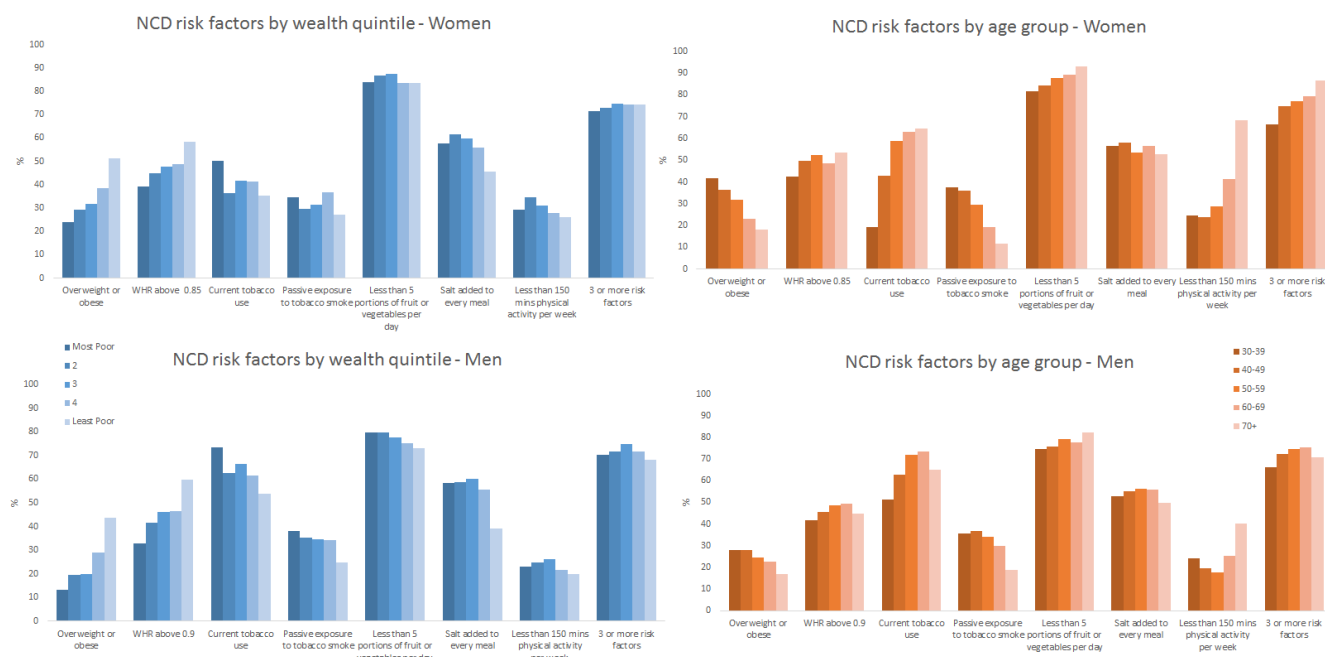 NCD risk factors by wealth quintile - Women
100
90
80
70
60
50
40
30
20
10
0
%
Overweight or
obese
WHR above 0.85
Current tobacco
use
Passive exposure
to tobacco smoke
Less than 5
portions of fruit or
vegetables per
day
Salt added to
every meal
Less than 150
mins physical
activity per week
3 or more risk
factors
NCD risk factors by age group - Women
100
90
80
70
60
50
40
30
20
10
0
%
Overweight or
obese
WHR above 0.85
Current tobacco
use
Passive exposure to
tobacco smoke
Less than 5
portions of fruit or
vegetables per day
Salt added to every
meal
Less than 150 mins
physical activity per
week
3 or more risk
factors
NCD risk factors by wealth quintile - Men
Most Poor
2
3
4
Least Poor
100
90
80
70
60
50
40
30
20
10
0
%
Overweight or
obese
WHR above 0.9
Current tobacco
use
Passive exposure
to tobacco smoke
Less than 5
portions of fruit or
vegetables per day
Salt added to
every meal
Less than 150 mins
physical activity
per week
3 or more risk
factors
NCD risk factors by age group - Men
30-39
40-49
50-59
60-69
70+
100
90
80
70
60
50
40
30
20
10
0
%
Overweight or
obese
WHR above 0.9
Current tobacco
use
Passive exposure
to tobacco smoke
Less than 5
portions of fruit or
vegetables per day
Salt added to
every meal
Less than 150 mins
physical activity
per week
3 or more risk
factors